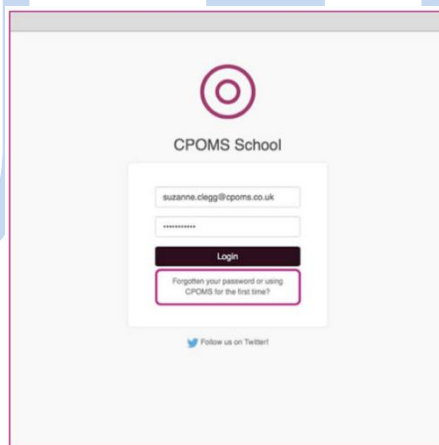 CPOMS School
suzanne.clegg@cpoms.co.uk
•••••••••••
Login
Forgotten your password or using
CPOMS for the first time?
Follow us on Twitter!